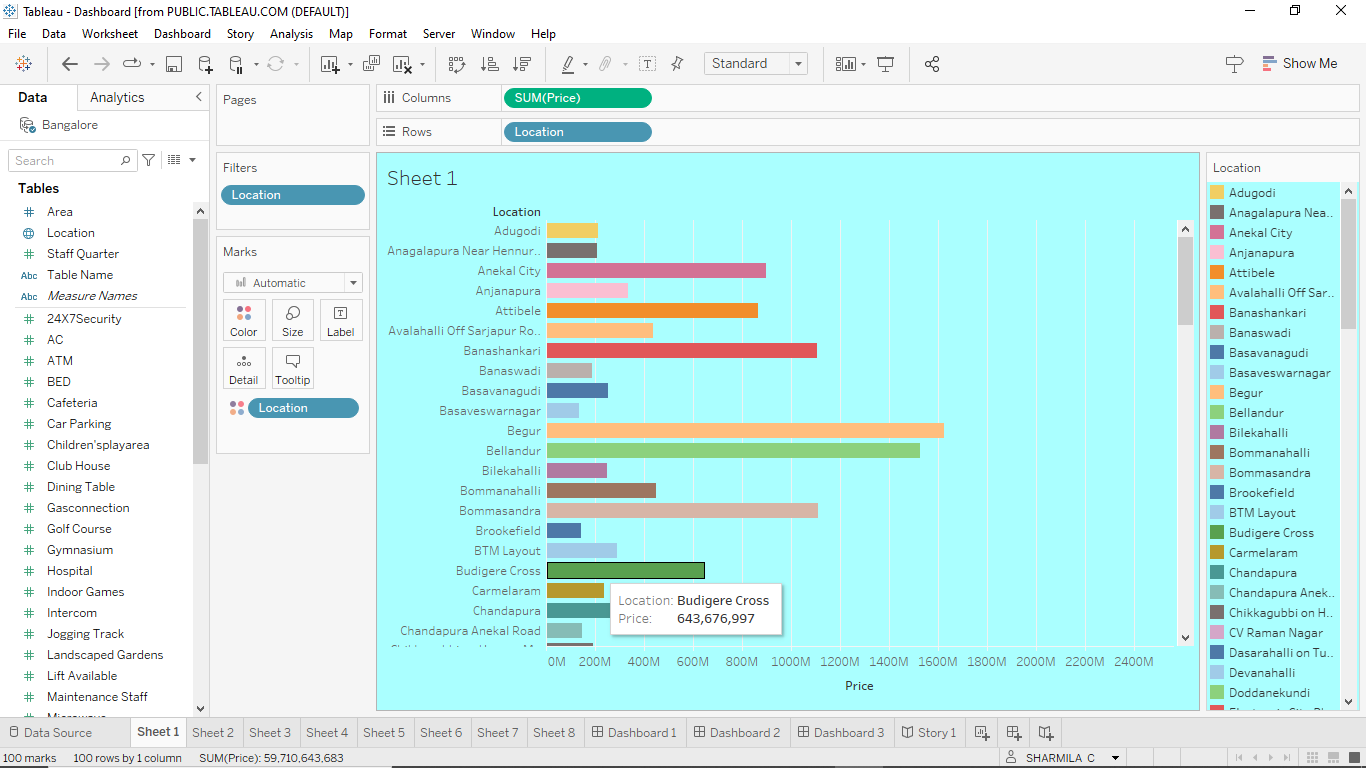 Tableau - Dashboard [from PUBLIC.TABLEAU.COM (DEFAULT)]
File Data Worksheet Dashboard Story Analysis Map Format Server Window Help
Standard
Show Me
Data Analytics
Bangalore
Search
Tables
Area
Location
Staff Quarter
Abc Table Name
Abc Measure Names
24X7Security
AC
ATM
BED
Cafeteria
Car Parking
Children'splayarea
Club House
Dining Table
Gasconnection
Golf Course
Gymnasium
Hospital
Indoor Games
Intercom
Jogging Track
Landscaped Gardens
Lift Available
Maintenance Staff
Pages
Filters
Location
Marks
Automatic
Color Size Label
Detail Tooltip
Location
Columns SUM(Price)
Rows Location
Sheet 1
Location
Adugodi
Anagalapura Near Hennur..
Anekal City
Anjanapura
Attibele
Avalahalli Off Sarjapur Ro..
Banashankari
Banaswadi
Basavanagudi
Basaveswarnagar
Begur
Bellandur
Bilekahalli
Bommanahalli
Bommasandra
Brookefield
BTM Layout
Budigere Cross
Carmelaram
Chandapura
Chandapura Anekal Road
Location: Budigere Cross
Price: 643,676,997
0M 200M 400M 600M 800M 1000M 1200M 1400M 1600M 1800M 2000M 2200M 2400M
Price
Location
Adugodi
Anagalapura Nea..
Anekal City
Anjanapura
Attibele
Avalahalli Off Sar..
Banashankari
Banaswadi
Basavanagudi
Basaveswarnagar
Begur
Bellandur
Bilekahalli
Bommanahalli
Bommasandra
Brookefield
BTM Layout
Budigere Cross
Carmelaram
Chandapura
Chandapura Anek..
Chikkagubbi on H..
CV Raman Nagar
Dasarahalli on Tu..
Devanahalli
Doddanekundi
Data Source Sheet 1 Sheet 2 Sheet 3 Sheet 4 Sheet 5 Sheet 6 Sheet 7 Sheet 8 Dashboard 1 Dashboard 2 Dashboard 3 Story 1
100 marks 100 rows by 1 column SUM(Price): 59,710,643,683 SHARMILA C